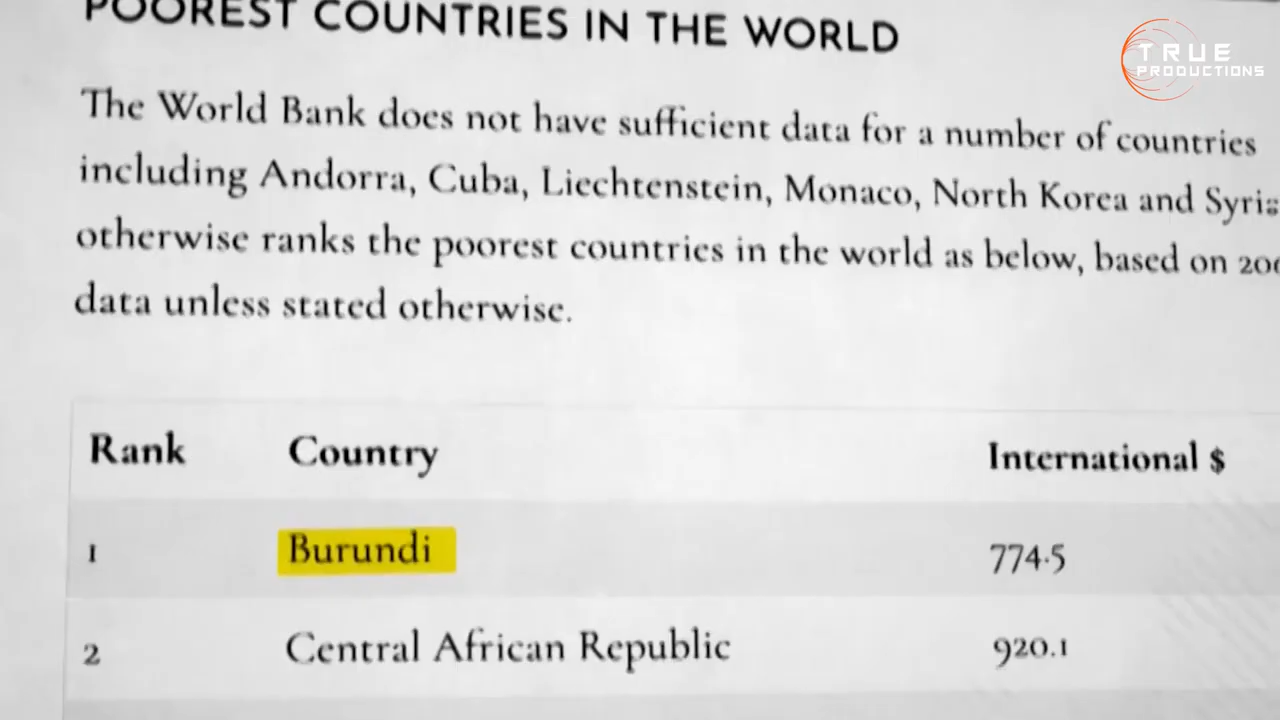 POOREST COUNTRIES IN THE WORLD
TRUE
PRODUCTIONS
The World Bank does not have sufficient data for a number of countries
including Andorra, Cuba, Liechtenstein, Monaco, North Korea and Syria
otherwise ranks the poorest countries in the world as below, based on
data unless stated otherwise.
Rank Country International $
1 Burundi 774.5
2 Central African Republic 920.1